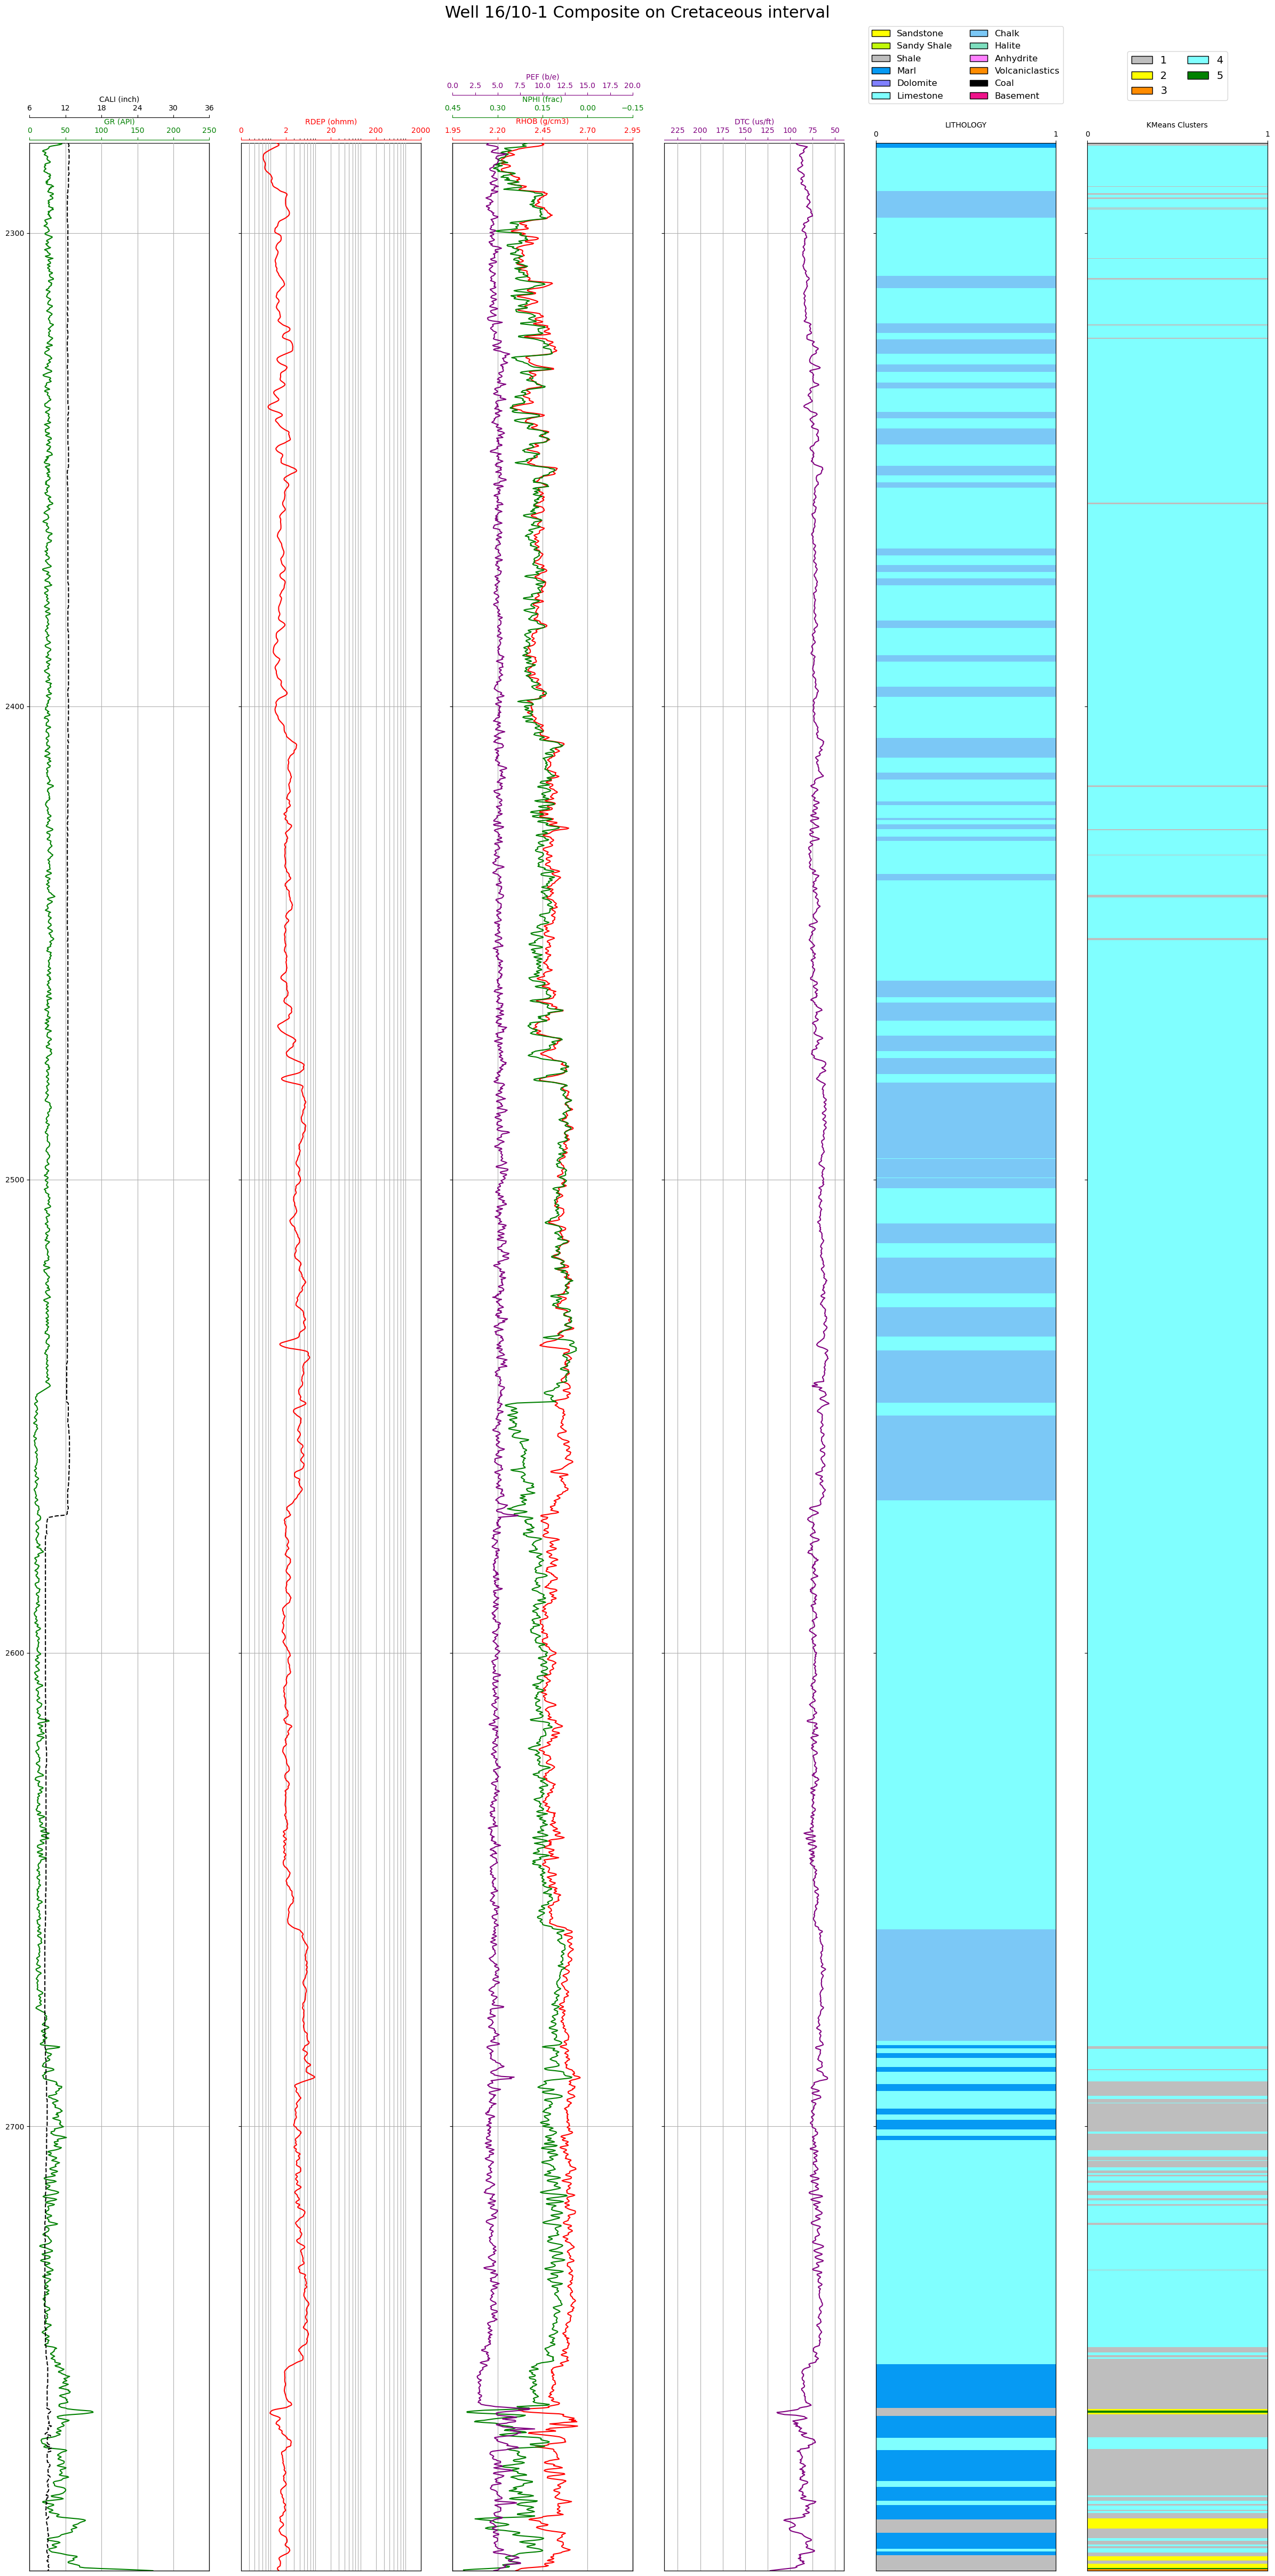 Well 16/10-1 Composite on Cretaceous interval
Sandstone Chalk
Sandy Shale Halite
Shale Anhydrite
Marl Volcaniclastics
Dolomite Coal
Limestone Basement
1 4
2 5
3
PEF (b/e)
0.0 2.5 5.0 7.5 10.0 12.5 15.0 17.5 20.0
CALI (inch)
6 12 18 24 30 36
NPHI (frac)
0.45 0.30 0.15 0.00 −0.15
GR (API)
0 50 100 150 200 250
RDEP (ohmm)
0 2 20 200 2000
RHOB (g/cm3)
1.95 2.20 2.45 2.70 2.95
DTC (us/ft)
225 200 175 150 125 100 75 50
LITHOLOGY
0 1
KMeans Clusters
0 1
2300
2400
2500
2600
2700